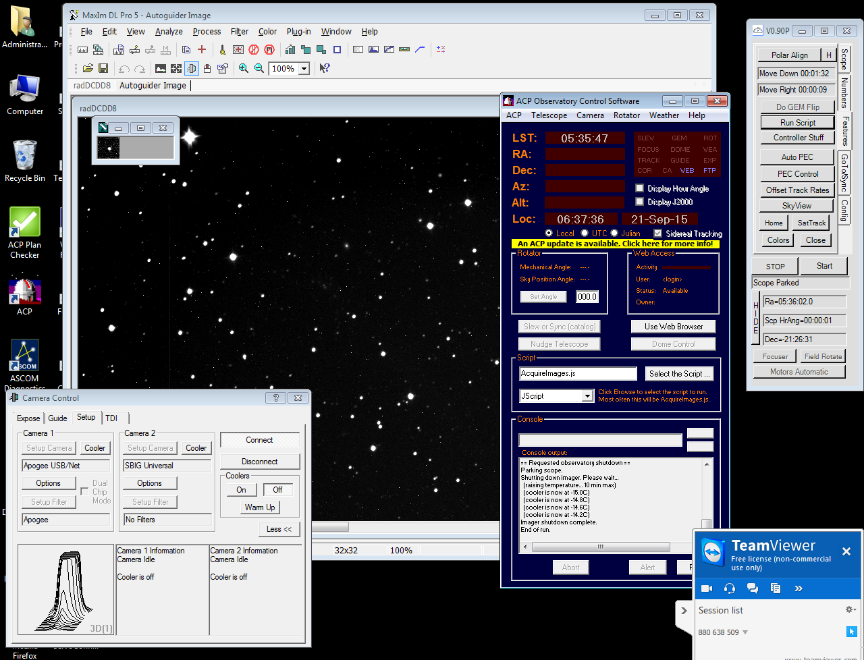 Administra...
Computer
Recycle Bin
ACP Plan
Checker
ACP
ASCOM
Firefox
MaxIm DL Pro 5 - Autoguider Image
File Edit View Analyze Process Filter Color Plug-in Window Help
100%
radDCDD8 Autoguider Image
radDCDD8
32x32 100%
Camera Control
Expose Guide Setup TDI
Camera 1
Setup Camera Cooler
Apogee USB/Net
Options
Setup Filter
Dual
Chip
Mode
Apogee
Camera 2
Setup Camera Cooler
SBIG Universal
Options
Setup Filter
No Filters
Connect
Disconnect
Coolers
On Off
Warm Up
Less <<
3D[1]
Camera 1 Information
Camera Idle
Cooler is off
Camera 2 Information
Camera Idle
Cooler is off
ACP Observatory Control Software
ACP Telescope Camera Rotator Weather Help
LST: 05:35:47
RA:
Dec:
Az:
Alt:
SLEV GEM ROT
FOCUS DOME WEA
TRACK GUIDE EXP
COR CA WEB FTP
Display Hour Angle
Display J2000
Loc: 06:37:36 21-Sep-15
Local UTC Julian Sidereal Tracking
An ACP update is available. Click here for more info!
Rotator
Mechanical Angle ---.-
Sky Position Angle ---.-
Set Angle 000.0
Web Access
Activity
User: <login>
Status: Available
Owner:
Slew or Sync (catalog) Use Web Browser
Nudge Telescope Dome Control
Script
AcquireImages.js Select the Script ...
JScript
Click Browse to select the script to run.
Most often this will be AcquireImages.js.
Console
Console output:
== Requested observatory shutdown ==
Parking scope.
Shutting down imager. Please wait...
(raising temperature...10 min max)
(cooler is now at -15.0C)
(cooler is now at -14.8C)
(cooler is now at -14.6C)
(cooler is now at -14.2C)
Imager shutdown complete.
End of run.
Abort Alert
V0.90P
Polar Align H
Move Down 00:01:32
Move Right 00:00:09
Do GEM Flip
Run Script
Controller Stuff
Auto PEC
PEC Control
Offset Track Rates
SkyView
Home SatTrack
Colors Close
Scope
Numbers
Features
GoTo/Sync
Config
STOP Start
Scope Parked
HIDE
Ra=05:36:02.0
Scp HrAng=00:00:01
Dec=-21:26:31
Focuser Field Rotate
Motors Automatic
TeamViewer
Free license (non-commercial
use only)
Session list
880 638 509
www.teamviewer.com